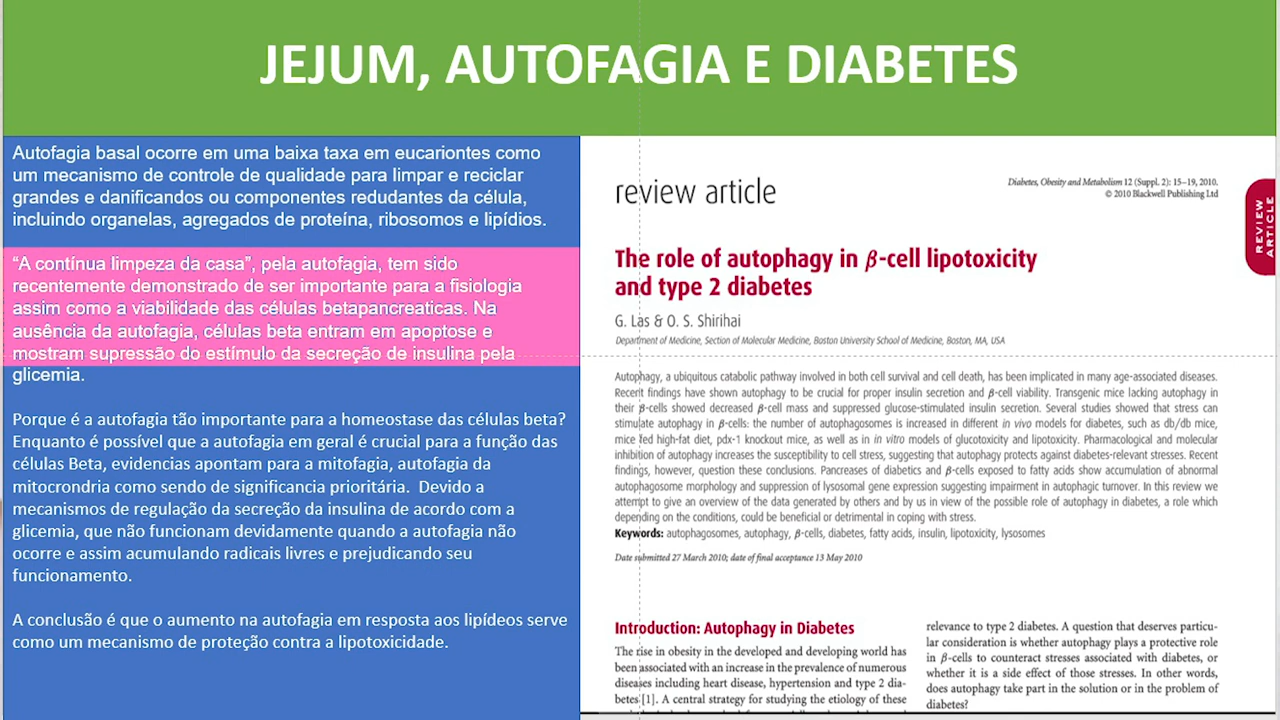 JEJUM, AUTOFAGIA E DIABETES
Autofagia basal ocorre em uma baixa taxa em eucariontes como
um mecanismo de controle de qualidade para limpar e reciclar
grandes e danificandos ou componentes redudantes da célula,
incluindo organelas, agregados de proteína, ribosomos e lipídios.
“A contínua limpeza da casa”, pela autofagia, tem sido
recentemente demonstrado de ser importante para a fisiologia
assim como a viabilidade das células betapancreaticas. Na
ausência da autofagia, células beta entram em apoptose e
mostram supressão do estímulo da secreção de insulina pela
glicemia.
Porque é a autofagia tão importante para a homeostase das células beta?
Enquanto é possível que a autofagia em geral é crucial para a função das
células Beta, evidencias apontam para a mitofagia, autofagia da
mitocrondria como sendo de significancia prioritária. Devido a
mecanismos de regulação da secreção da insulina de acordo com a
glicemia, que não funcionam devidamente quando a autofagia não
ocorre e assim acumulando radicais livres e prejudicando seu
funcionamento.
A conclusão é que o aumento na autofagia em resposta aos lipídeos serve
como um mecanismo de proteção contra a lipotoxicidade.
review article
Diabetes, Obesity and Metabolism 12 (Suppl. 2): 15–19, 2010.
© 2010 Blackwell Publishing Ltd
REVIEW
ARTICLE
The role of autophagy in β-cell lipotoxicity
and type 2 diabetes
G. Las & O. S. Shirihai
Department of Medicine, Section of Molecular Medicine, Boston University School of Medicine, Boston, MA, USA
Autophagy, a ubiquitous catabolic pathway involved in both cell survival and cell death, has been implicated in many age-associated diseases.
Recent findings have shown autophagy to be crucial for proper insulin secretion and β-cell viability. Transgenic mice lacking autophagy in
their β-cells showed decreased β-cell mass and suppressed glucose-stimulated insulin secretion. Several studies showed that stress can
stimulate autophagy in β-cells: the number of autophagosomes is increased in different in vivo models for diabetes, such as db/db mice,
mice fed high-fat diet, pdx-1 knockout mice, as well as in in vitro models of glucotoxicity and lipotoxicity. Pharmacological and molecular
inhibition of autophagy increases the susceptibility to cell stress, suggesting that autophagy protects against diabetes-relevant stresses. Recent
findings, however, question these conclusions. Pancreases of diabetics and β-cells exposed to fatty acids show accumulation of abnormal
autophagosome morphology and suppression of lysosomal gene expression suggesting impairment in autophagic turnover. In this review we
attempt to give an overview of the data generated by others and by us in view of the possible role of autophagy in diabetes, a role which
depending on the conditions, could be beneficial or detrimental in coping with stress.
Keywords: autophagosomes, autophagy, β-cells, diabetes, fatty acids, insulin, lipotoxicity, lysosomes
Date submitted 27 March 2010; date of final acceptance 13 May 2010
Introduction: Autophagy in Diabetes
The rise in obesity in the developed and developing world has
been associated with an increase in the prevalence of numerous
diseases including heart disease, hypertension and type 2 dia-
betes [1]. A central strategy for studying the etiology of these
relevance to type 2 diabetes. A question that deserves particu-
lar consideration is whether autophagy plays a protective role
in β-cells to counteract stresses associated with diabetes, or
whether it is a side effect of those stresses. In other words,
does autophagy take part in the solution or in the problem of
diabetes?